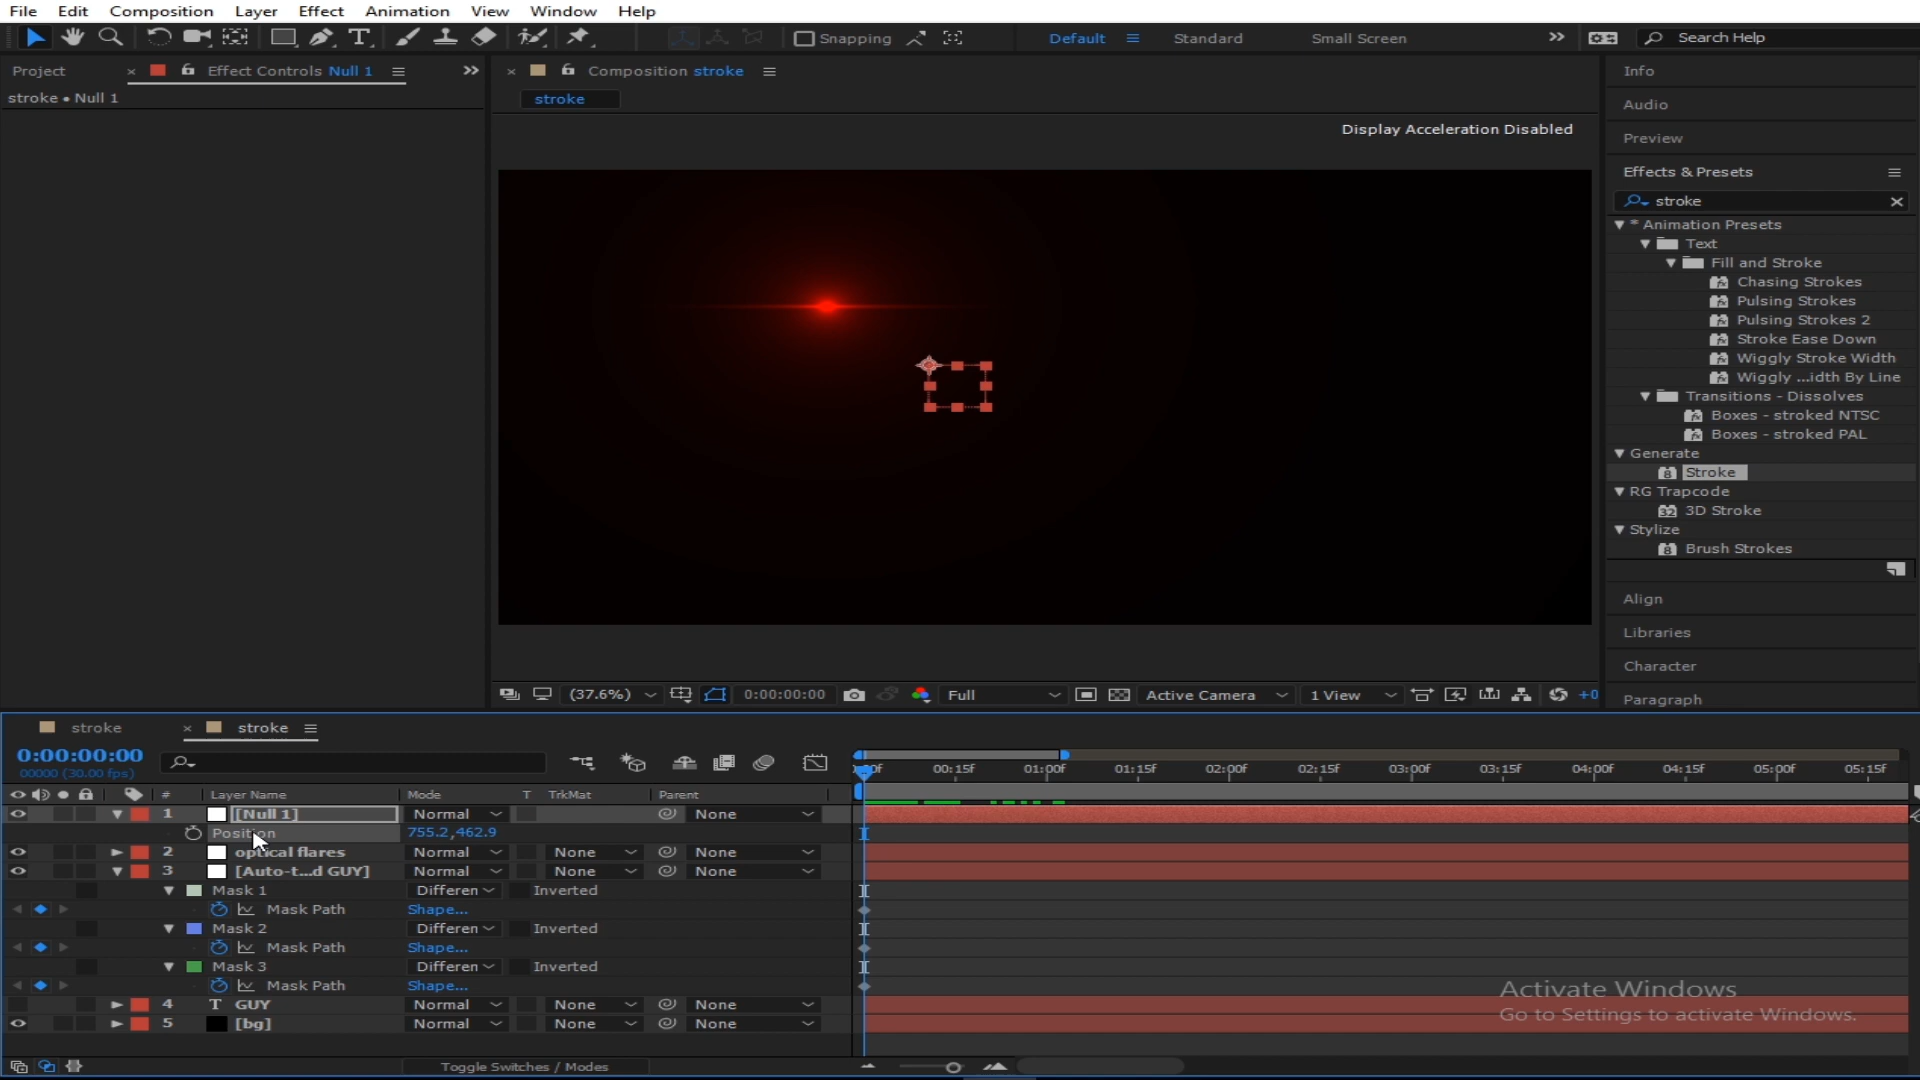 File Edit Composition Layer Effect Animation View Window Help
T Snapping Default Standard Small Screen Search Help
Project Effect Controls Null 1
stroke • Null 1
Composition stroke
stroke
Display Acceleration Disabled
Info
Audio
Preview
Effects & Presets
stroke
* Animation Presets
Text
Fill and Stroke
Chasing Strokes
Pulsing Strokes
Pulsing Strokes 2
Stroke Ease Down
Wiggly Stroke Width
Wiggly ...idth By Line
Transitions - Dissolves
Boxes - stroked NTSC
Boxes - stroked PAL
Generate
Stroke
RG Trapcode
3D Stroke
Stylize
Brush Strokes
Align
Libraries
Character
Paragraph
(37.6%) 0:00:00:00 Full Active Camera 1 View +0
stroke stroke
0:00:00:00
00000 (30.00 fps)
# Layer Name Mode T TrkMat Parent
00:15f 01:00f 01:15f 02:00f 02:15f 03:00f 03:15f 04:00f 04:15f 05:00f 05:15f
1 [Null 1] Normal None
Position 755.2,462.9
2 optical flares Normal None None
3 [Auto-t...d GUY] Normal None None
Mask 1 Differen Inverted
Mask Path Shape...
Mask 2 Differen Inverted
Mask Path Shape...
Mask 3 Differen Inverted
Mask Path Shape...
4 T GUY Normal None None
5 [bg] Normal None None
Toggle Switches / Modes
Activate Windows
Go to Settings to activate Windows.